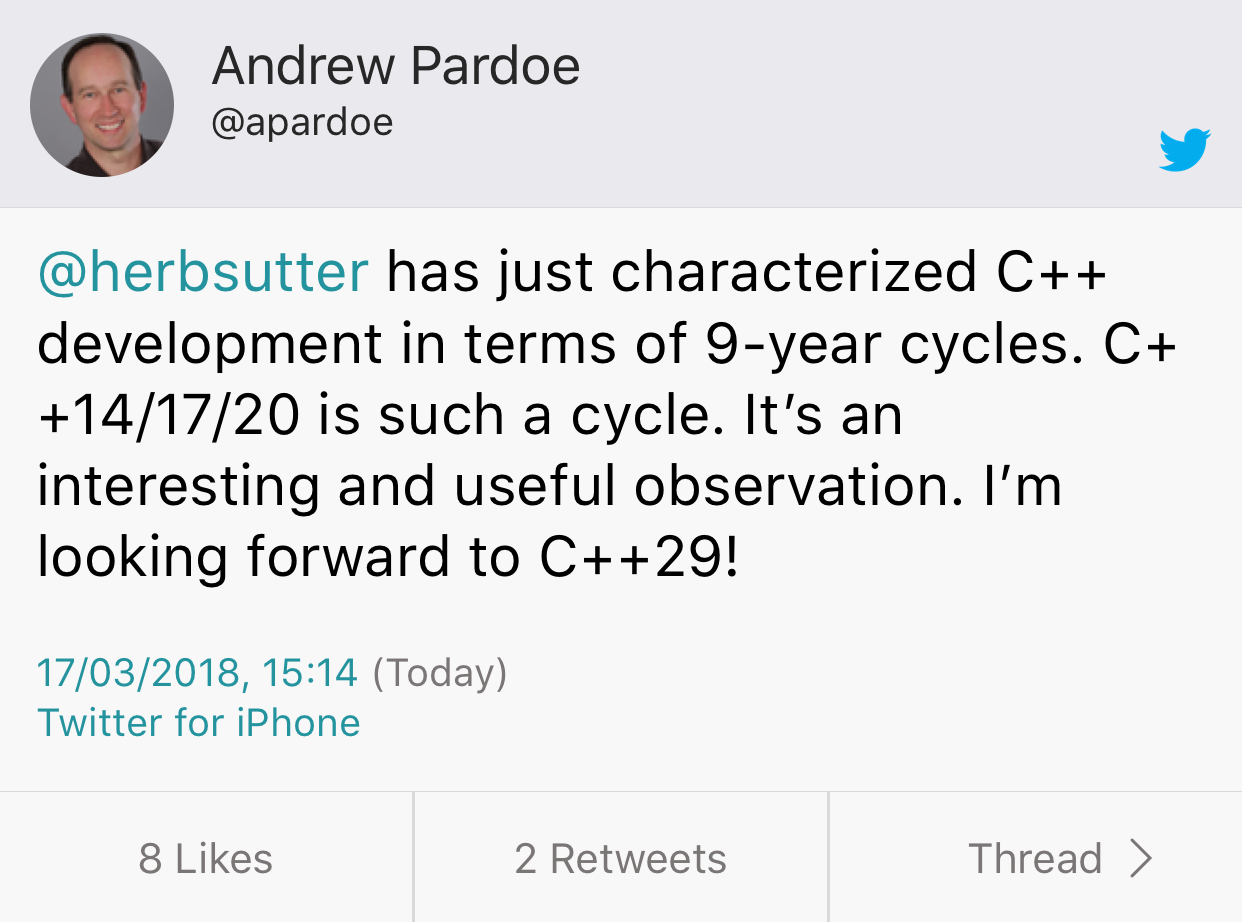 Andrew Pardoe
@apardoe
@herbsutter has just characterized C++
development in terms of 9-year cycles. C+
+14/17/20 is such a cycle. It’s an
interesting and useful observation. I’m
looking forward to C++29!
17/03/2018, 15:14 (Today)
Twitter for iPhone
8 Likes
2 Retweets
Thread